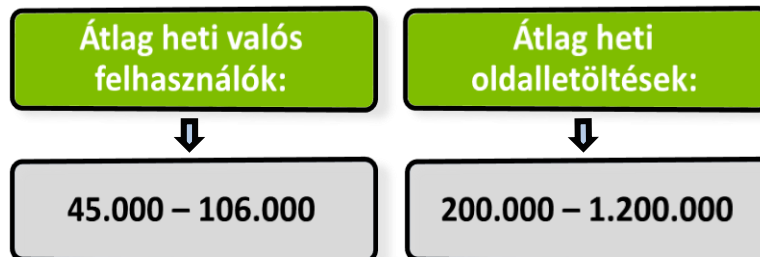 Átlag heti valós
felhasználók:
45.000 – 106.000
Átlag heti
oldalletöltések:
200.000 – 1.200.000